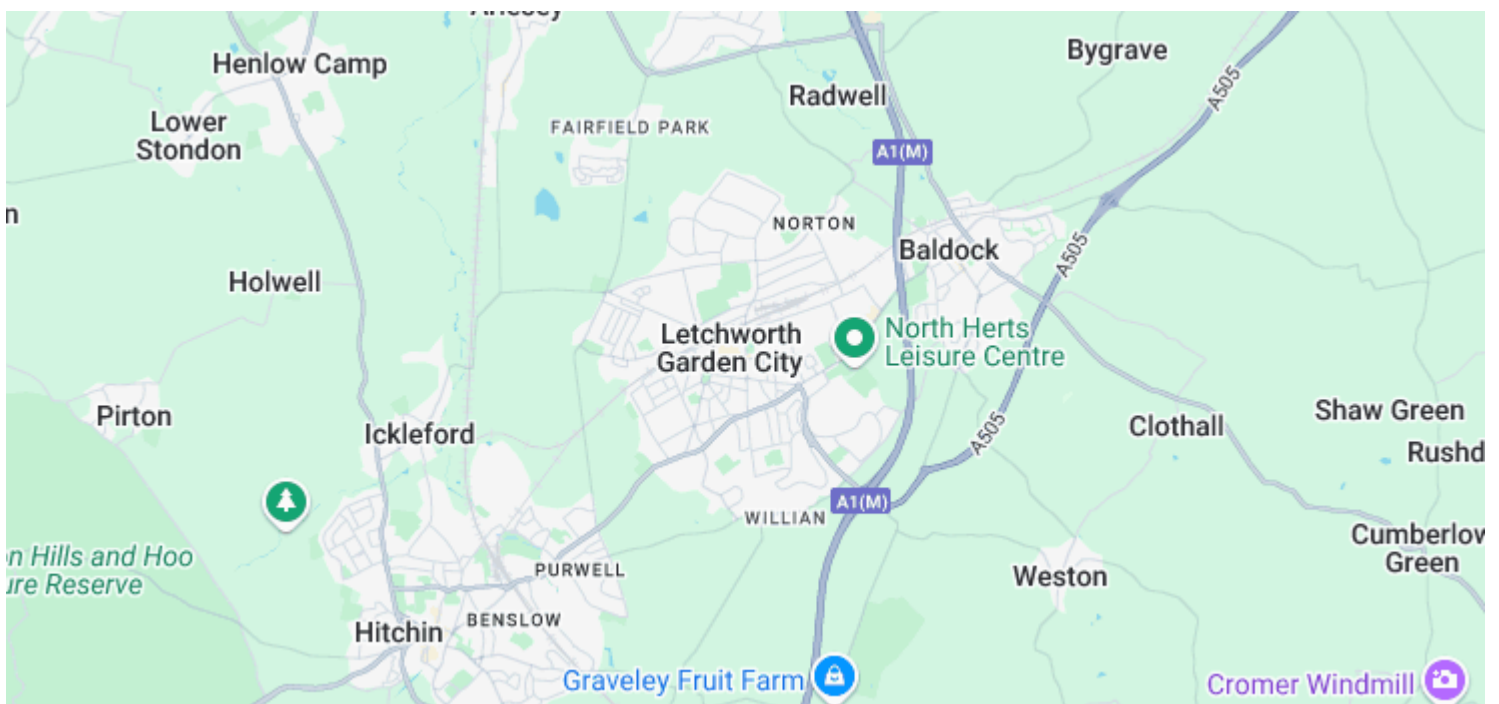 Henlow Camp
Bygrave
A505
Radwell
Lower
Stondon
FAIRFIELD PARK
A1(M)
NORTON
Baldock
A505
Holwell
North Herts
Leisure Centre
Letchworth
Garden City
Pirton
Ickleford
A505
Clothall
Shaw Green
Rushd
A1(M)
WILLIAN
Cumberlow
Green
n Hills and Hoo
ure Reserve
PURWELL
Weston
BENSLOW
Hitchin
Graveley Fruit Farm
Cromer Windmill